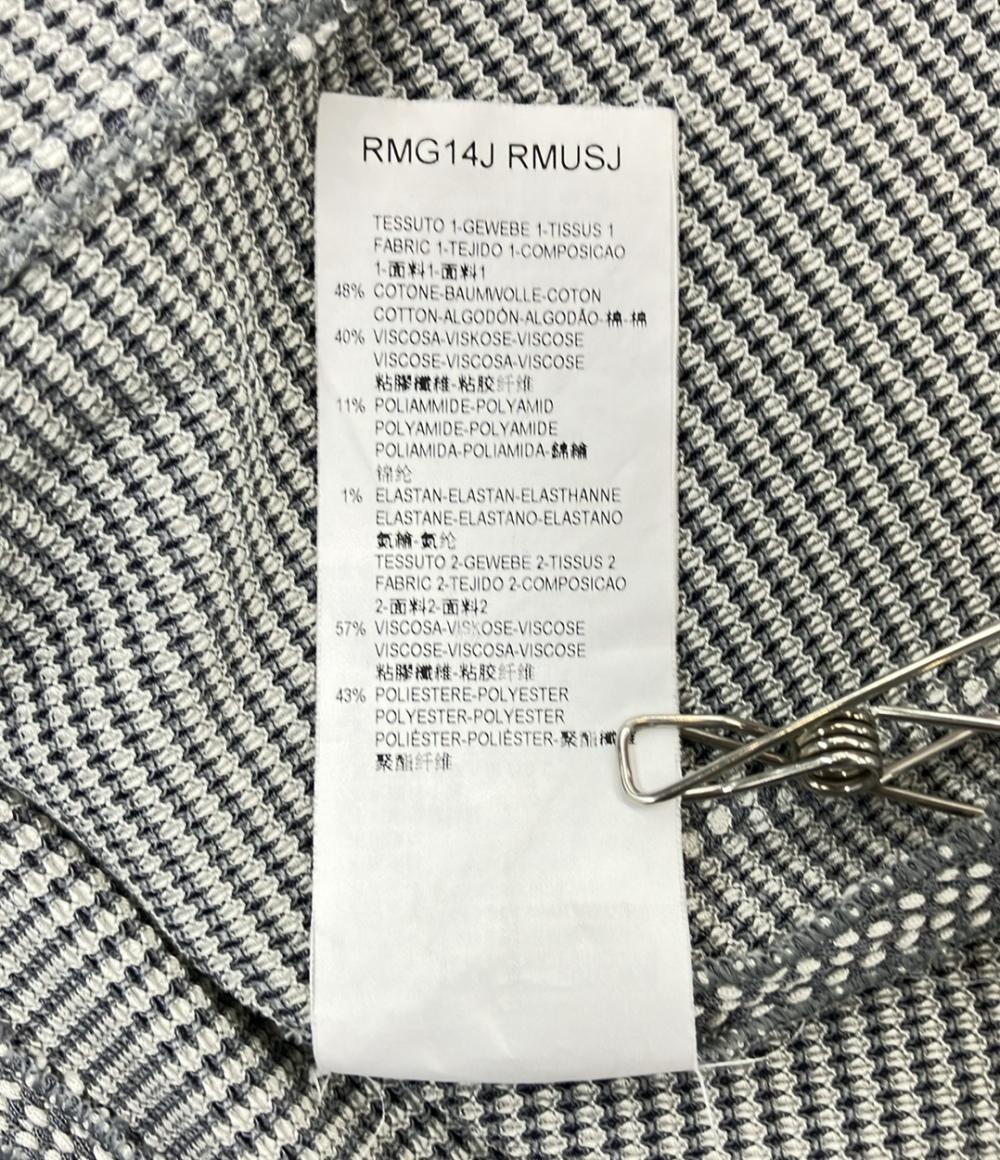 RMG14J RMUSJ
TESSUTO 1-GEWEBE 1-TISSUS 1
FABRIC 1-TEJIDO 1-COMPOSICAO
1-面料1-面料1
48% COTONE-BAUMWOLLE-COTON
COTTON-ALGODÓN-ALGODÃO-棉-棉
40% VISCOSA-VISKOSE-VISCOSE
VISCOSE-VISCOSA-VISCOSE
粘膠纖維-粘胶纤维
11% POLIAMMIDE-POLYAMID
POLYAMIDE-POLYAMIDE
POLIAMIDA-POLIAMIDA-錦綸
锦纶
1% ELASTAN-ELASTAN-ELASTHANNE
ELASTANE-ELASTANO-ELASTANO
氨綸-氨纶
TESSUTO 2-GEWEBE 2-TISSUS 2
FABRIC 2-TEJIDO 2-COMPOSICAO
2-面料2-面料2
57% VISCOSA-VISKOSE-VISCOSE
VISCOSE-VISCOSA-VISCOSE
粘膠纖維-粘胶纤维
43% POLIESTERE-POLYESTER
POLYESTER-POLYESTER
POLIÉSTER-POLIÉSTER-聚酯纖
聚酯纤维